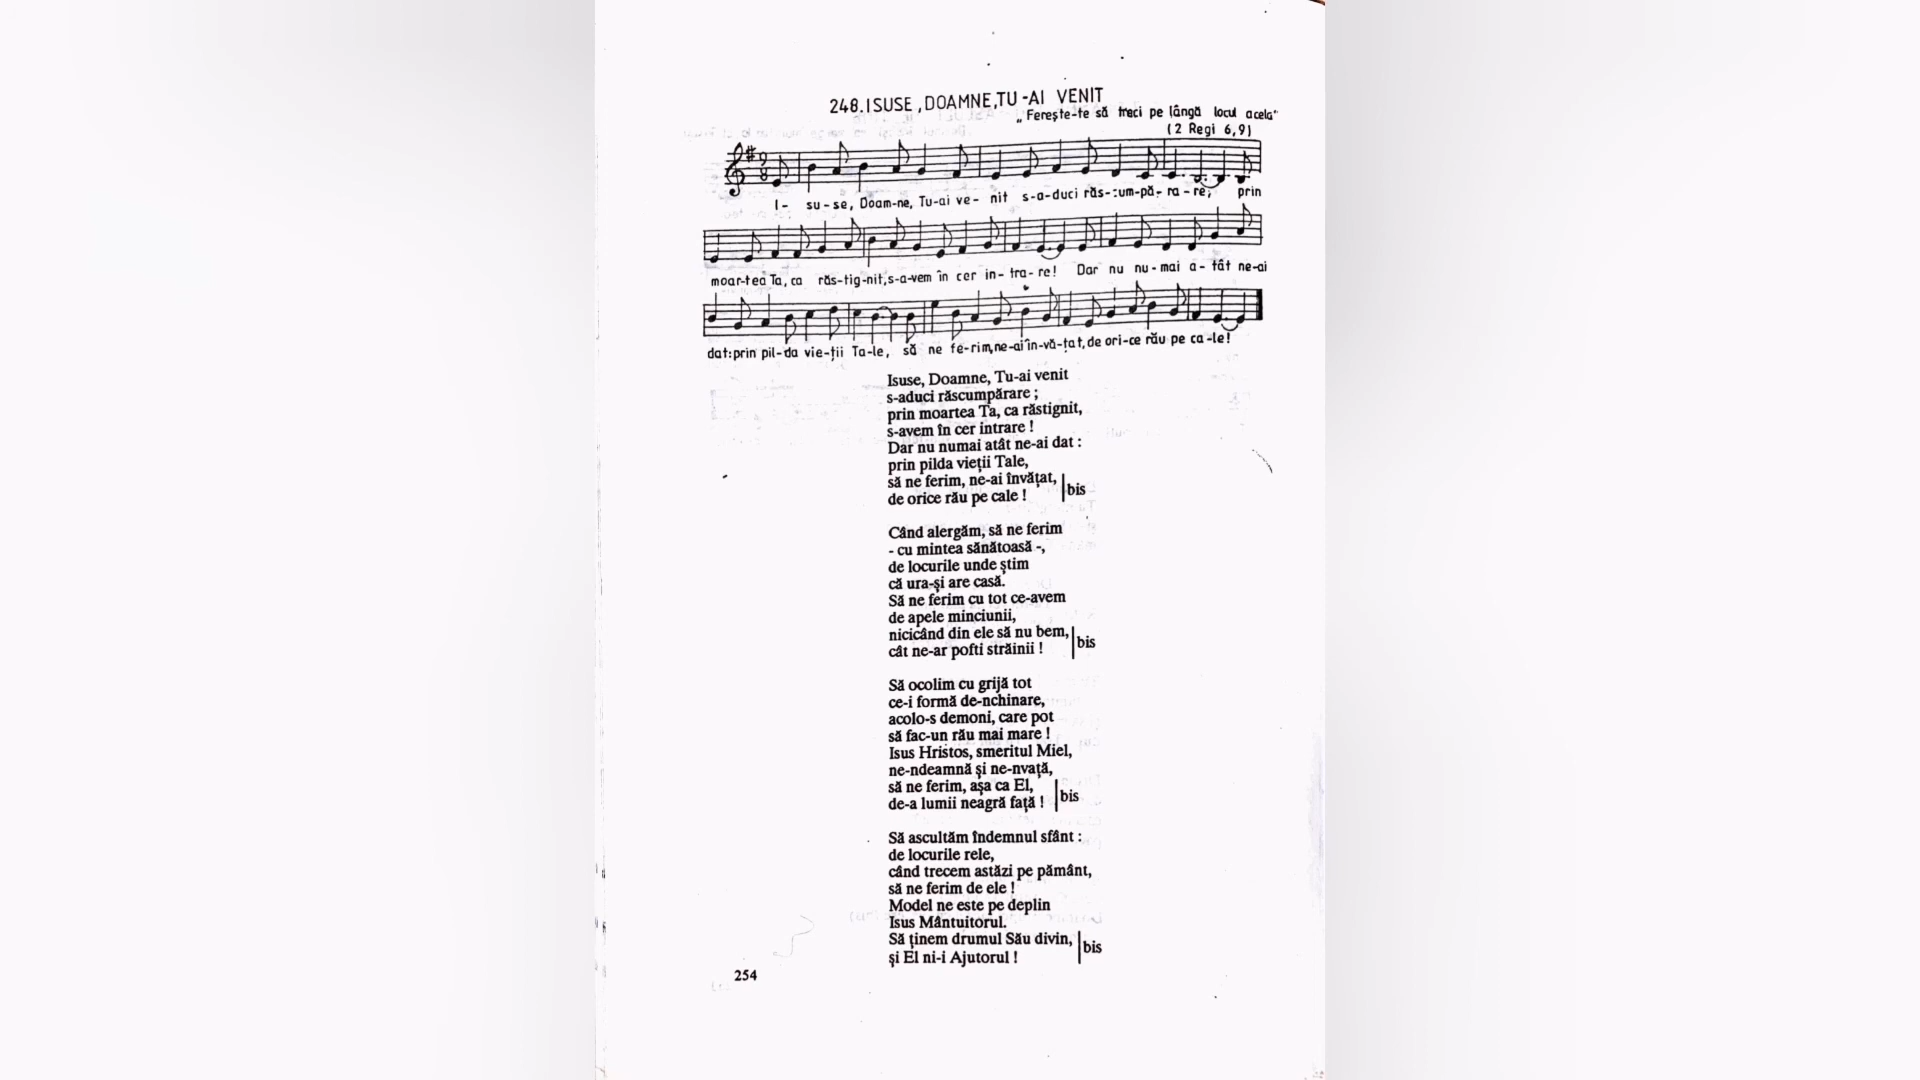 248. ISUSE, DOAMNE, TU-AI VENIT
„Ferește-te să treci pe lângă locul acela“
(2 Regi 6,9)
9
8
I- su-se, Doam-ne, Tu-ai ve- nit s-a-duci răs-cum-pă-ra-re; prin
moar-tea Ta, ca răs-tig-nit, s-a-vem în cer in-tra-re! Dar nu nu-mai a-tât ne-ai
dat: prin pil-da vie-ții Ta-le, să ne fe-rim, ne-ai în-vă-țat, de ori-ce rău pe ca-le!
Isuse, Doamne, Tu-ai venit
s-aduci răscumpărare ;
prin moartea Ta, ca răstignit,
s-avem în cer intrare !
Dar nu numai atât ne-ai dat :
prin pilda vieții Tale,
să ne ferim, ne-ai învățat,
de orice rău pe cale ! bis
Când alergăm, să ne ferim
- cu mintea sănătoasă -,
de locurile unde știm
că ura-și are casă.
Să ne ferim cu tot ce-avem
de apele minciunii,
nicicând din ele să nu bem,
cât ne-ar pofti străinii ! bis
Să ocolim cu grijă tot
ce-i formă de-nchinare,
acolo-s demoni, care pot
să fac-un rău mai mare !
Isus Hristos, smeritul Miel,
ne-ndeamnă și ne-nvață,
să ne ferim, așa ca El,
de-a lumii neagră față ! bis
Să ascultăm îndemnul sfânt :
de locurile rele,
când trecem astăzi pe pământ,
să ne ferim de ele !
Model ne este pe deplin
Isus Mântuitorul.
Să ținem drumul Său divin,
și El ni-i Ajutorul ! bis
254